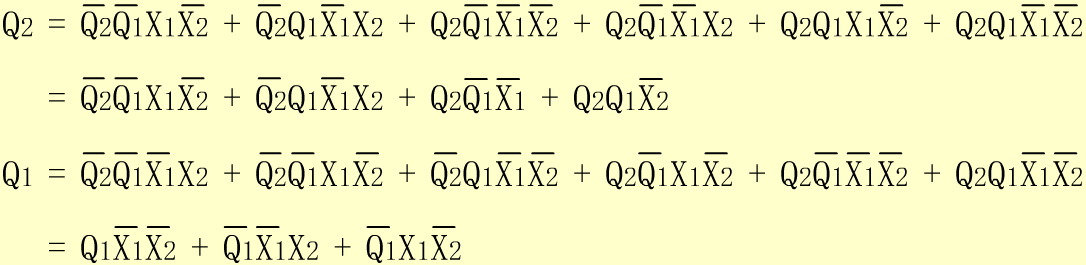 Q2 = Q̅2Q̅1X1X̅2 + Q̅2Q1X̅1X2 + Q2Q̅1X̅1X̅2 + Q2Q̅1X̅1X2 + Q2Q1X1X̅2 + Q2Q1X̅1X̅2
= Q̅2Q̅1X1X̅2 + Q̅2Q1X̅1X2 + Q2Q̅1X̅1 + Q2Q1X̅2
Q1 = Q̅2Q̅1X̅1X2 + Q̅2Q̅1X1X̅2 + Q̅2Q1X̅1X̅2 + Q2Q̅1X1X̅2 + Q2Q̅1X̅1X̅2 + Q2Q1X̅1X̅2
= Q1X̅1X̅2 + Q̅1X̅1X2 + Q̅1X1X̅2